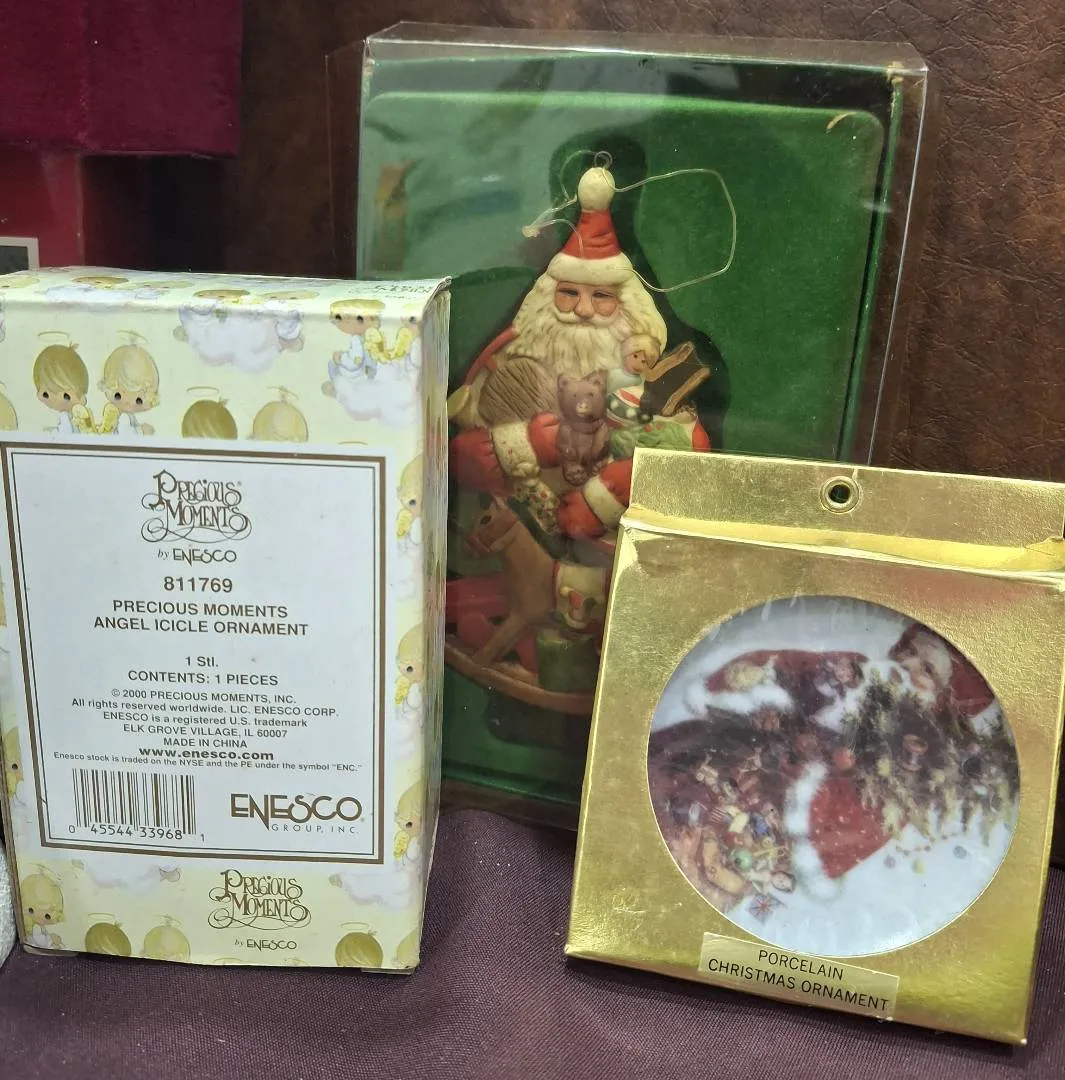 PRECIOUS®
MOMENTS
by ENESCO
811769
PRECIOUS MOMENTS
ANGEL ICICLE ORNAMENT
1 Stl.
CONTENTS: 1 PIECES
© 2000 PRECIOUS MOMENTS, INC.
All rights reserved worldwide. LIC. ENESCO CORP.
ENESCO is a registered U.S. trademark
ELK GROVE VILLAGE, IL 60007
MADE IN CHINA
www.enesco.com
Enesco stock is traded on the NYSE and the PE under the symbol "ENC."
0 45544 33968 1
ENESCO®
GROUP, INC.
PRECIOUS
MOMENTS®
by ENESCO
PORCELAIN
CHRISTMAS ORNAMENT